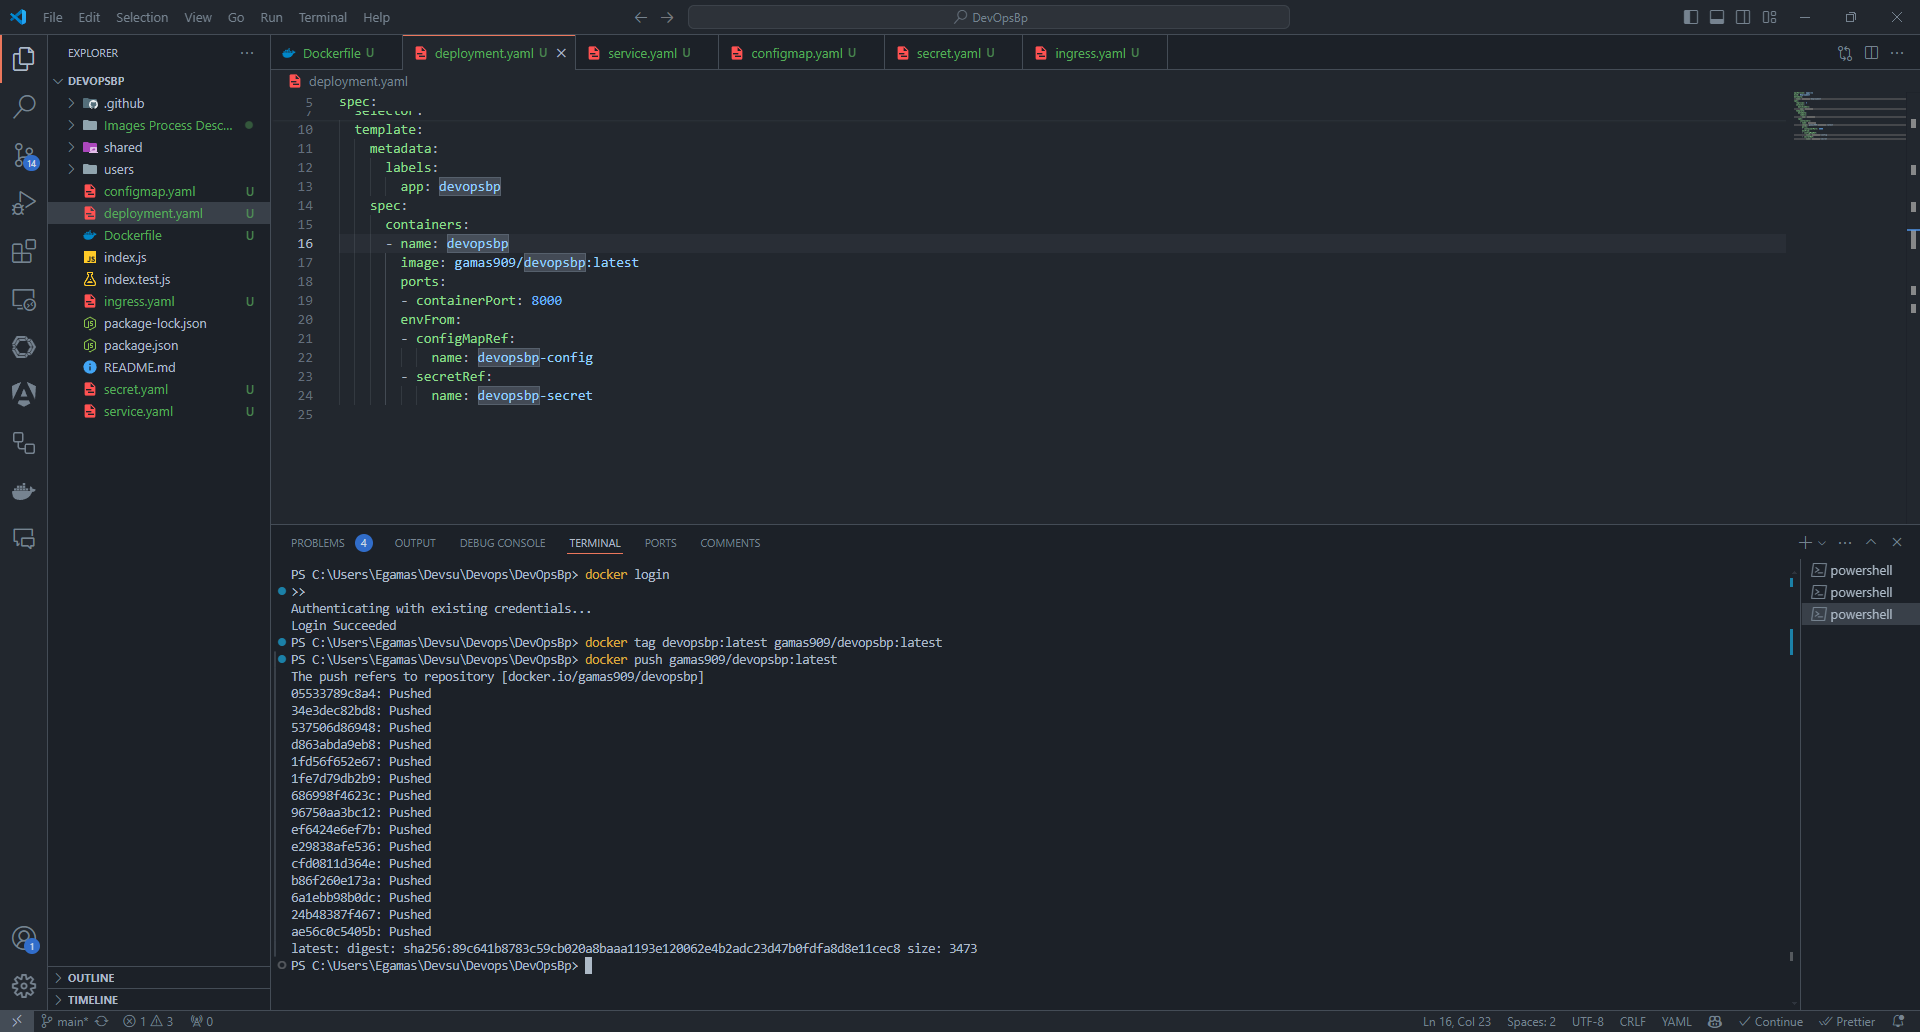 File Edit Selection View Go Run Terminal Help
DevOpsBp
EXPLORER
DEVOPSBP
.github
Images Process Desc...
shared
users
configmap.yaml U
deployment.yaml U
Dockerfile U
index.js
index.test.js
ingress.yaml U
package-lock.json
package.json
README.md
secret.yaml U
service.yaml U
OUTLINE
TIMELINE
14
1
Dockerfile U deployment.yaml U service.yaml U configmap.yaml U secret.yaml U ingress.yaml U
deployment.yaml
5 spec:
7 selector:
10 template:
11 metadata:
12 labels:
13 app: devopsbp
14 spec:
15 containers:
16 - name: devopsbp
17 image: gamas909/devopsbp:latest
18 ports:
19 - containerPort: 8000
20 envFrom:
21 - configMapRef:
22 name: devopsbp-config
23 - secretRef:
24 name: devopsbp-secret
25
PROBLEMS 4 OUTPUT DEBUG CONSOLE TERMINAL PORTS COMMENTS
PS C:\Users\Egamas\Devsu\Devops\DevOpsBp> docker login
>>
Authenticating with existing credentials...
Login Succeeded
PS C:\Users\Egamas\Devsu\Devops\DevOpsBp> docker tag devopsbp:latest gamas909/devopsbp:latest
PS C:\Users\Egamas\Devsu\Devops\DevOpsBp> docker push gamas909/devopsbp:latest
The push refers to repository [docker.io/gamas909/devopsbp]
05533789c8a4: Pushed
34e3dec82bd8: Pushed
537506d86948: Pushed
d863abda9eb8: Pushed
1fd56f652e67: Pushed
1fe7d79db2b9: Pushed
686998f4623c: Pushed
96750aa3bc12: Pushed
ef6424e6ef7b: Pushed
e29838afe536: Pushed
cfd0811d364e: Pushed
b86f260e173a: Pushed
6a1ebb98b0dc: Pushed
24b48387f467: Pushed
ae56c0c5405b: Pushed
latest: digest: sha256:89c641b8783c59cb020a8baaa1193e120062e4b2adc23d47b0fdfa8d8e11cec8 size: 3473
PS C:\Users\Egamas\Devsu\Devops\DevOpsBp>
powershell
powershell
powershell
main* 1 3 0
Ln 16, Col 23 Spaces: 2 UTF-8 CRLF YAML Continue Prettier